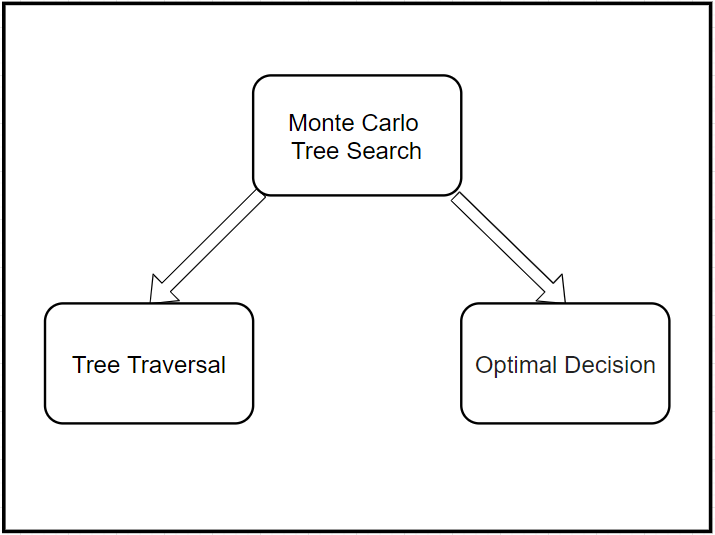 Monte Carlo
Tree Search
Tree Traversal
Optimal Decision